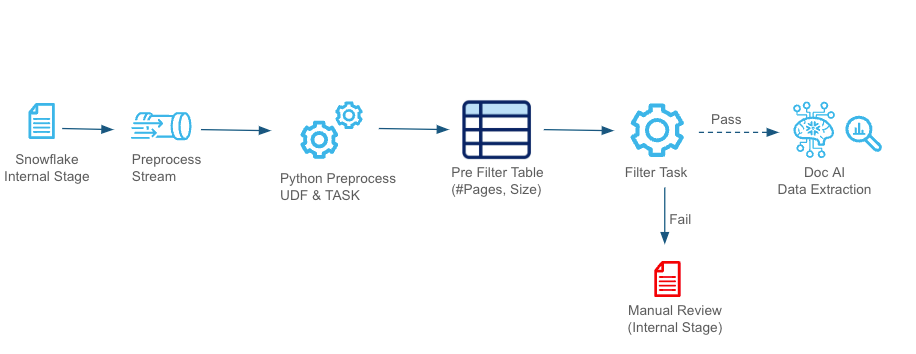 Snowflake
Internal Stage
Preprocess
Stream
Python Preprocess
UDF & TASK
Pre Filter Table
(#Pages, Size)
Filter Task
Pass
Doc AI
Data Extraction
Fail
Manual Review
(Internal Stage)